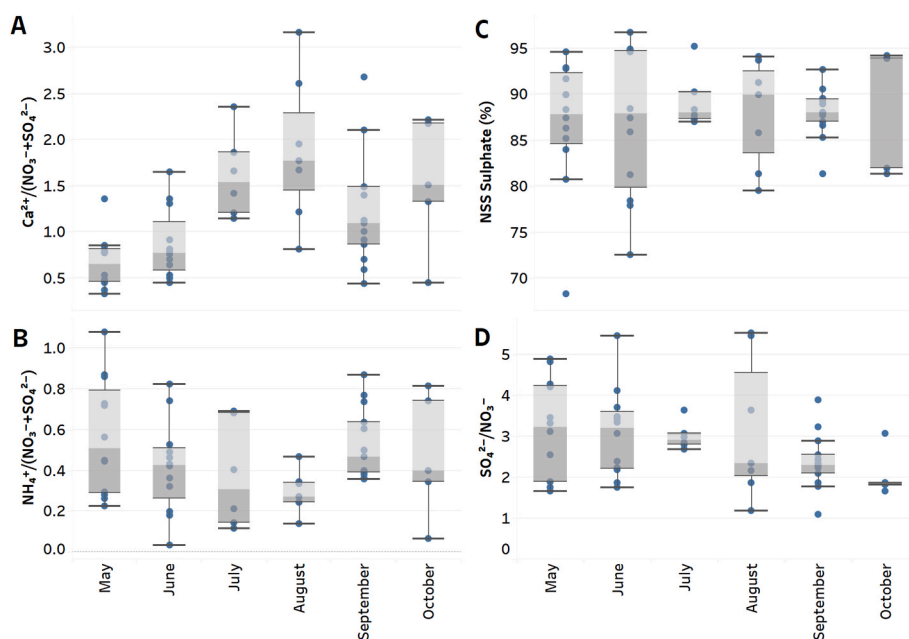 A
Ca²⁺/(NO₃⁻+SO₄²⁻)
3.0
2.5
2.0
1.5
1.0
0.5
C
NSS Sulphate (%)
95
90
85
80
75
70
B
NH₄⁺/(NO₃⁻+SO₄²⁻)
1.0
0.8
0.6
0.4
0.2
0.0
May
June
July
August
September
October
D
SO₄²⁻/NO₃⁻
5
4
3
2
1
0
May
June
July
August
September
October